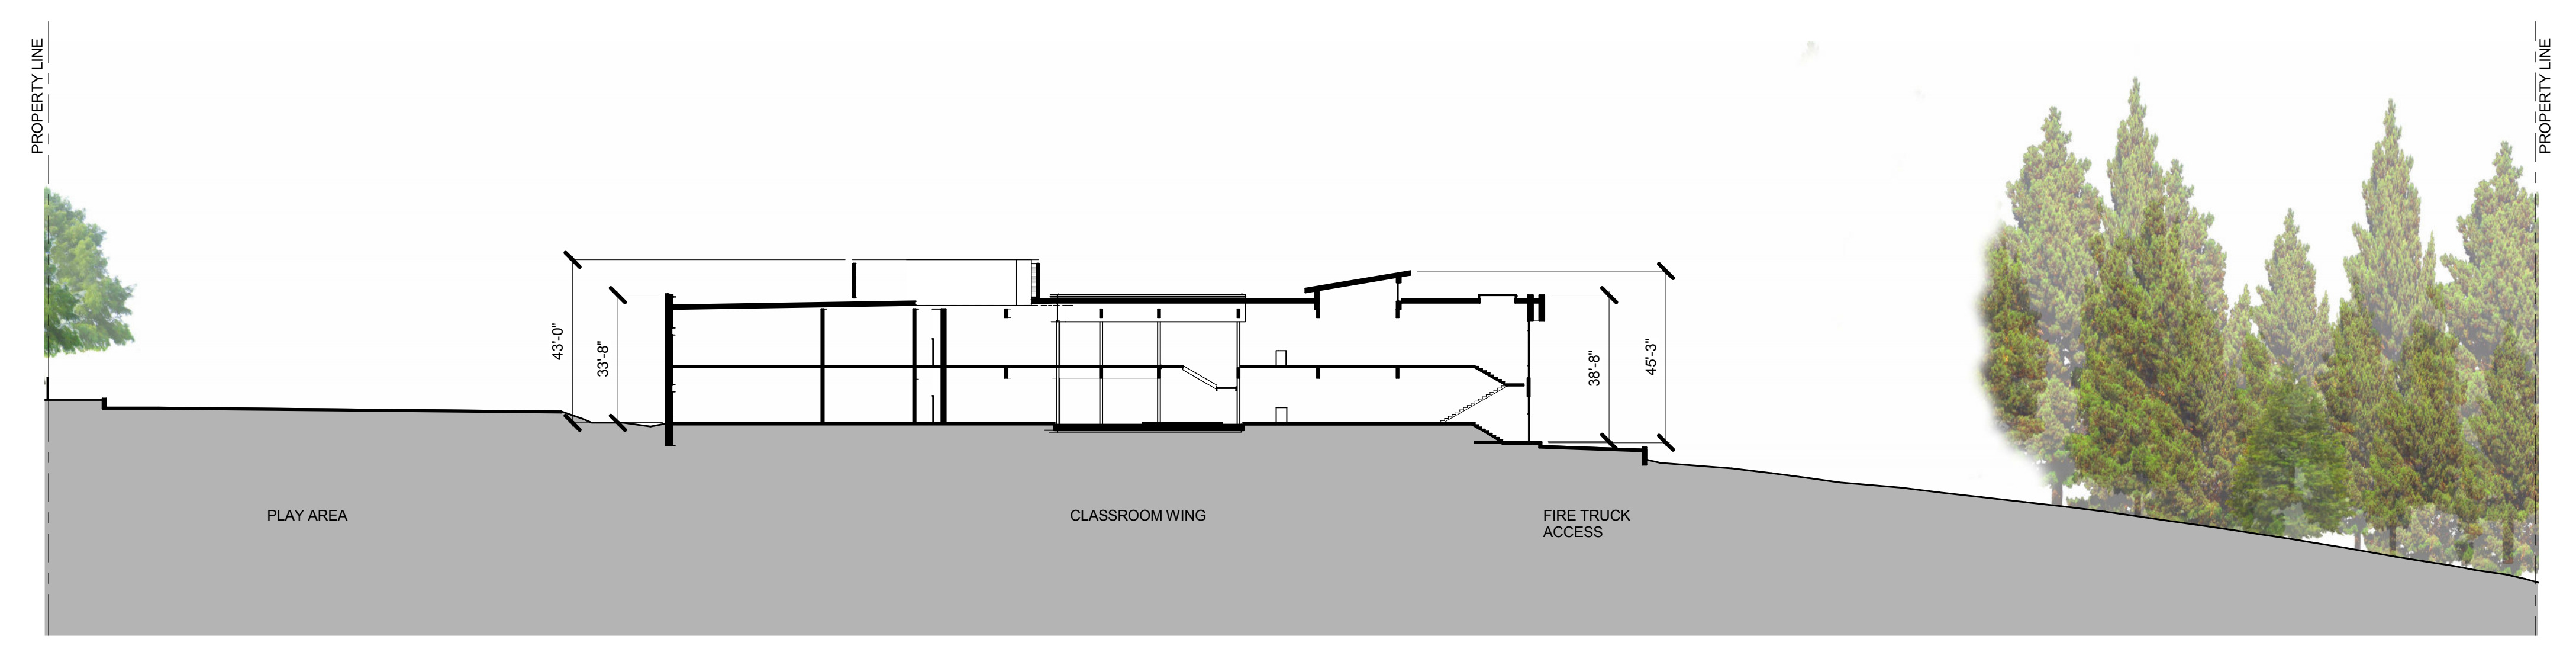 PROPERTY LINE
PROPERTY LINE
43'-0"
33'-8"
38'-8"
45'-3"
PLAY AREA
CLASSROOM WING
FIRE TRUCK
ACCESS